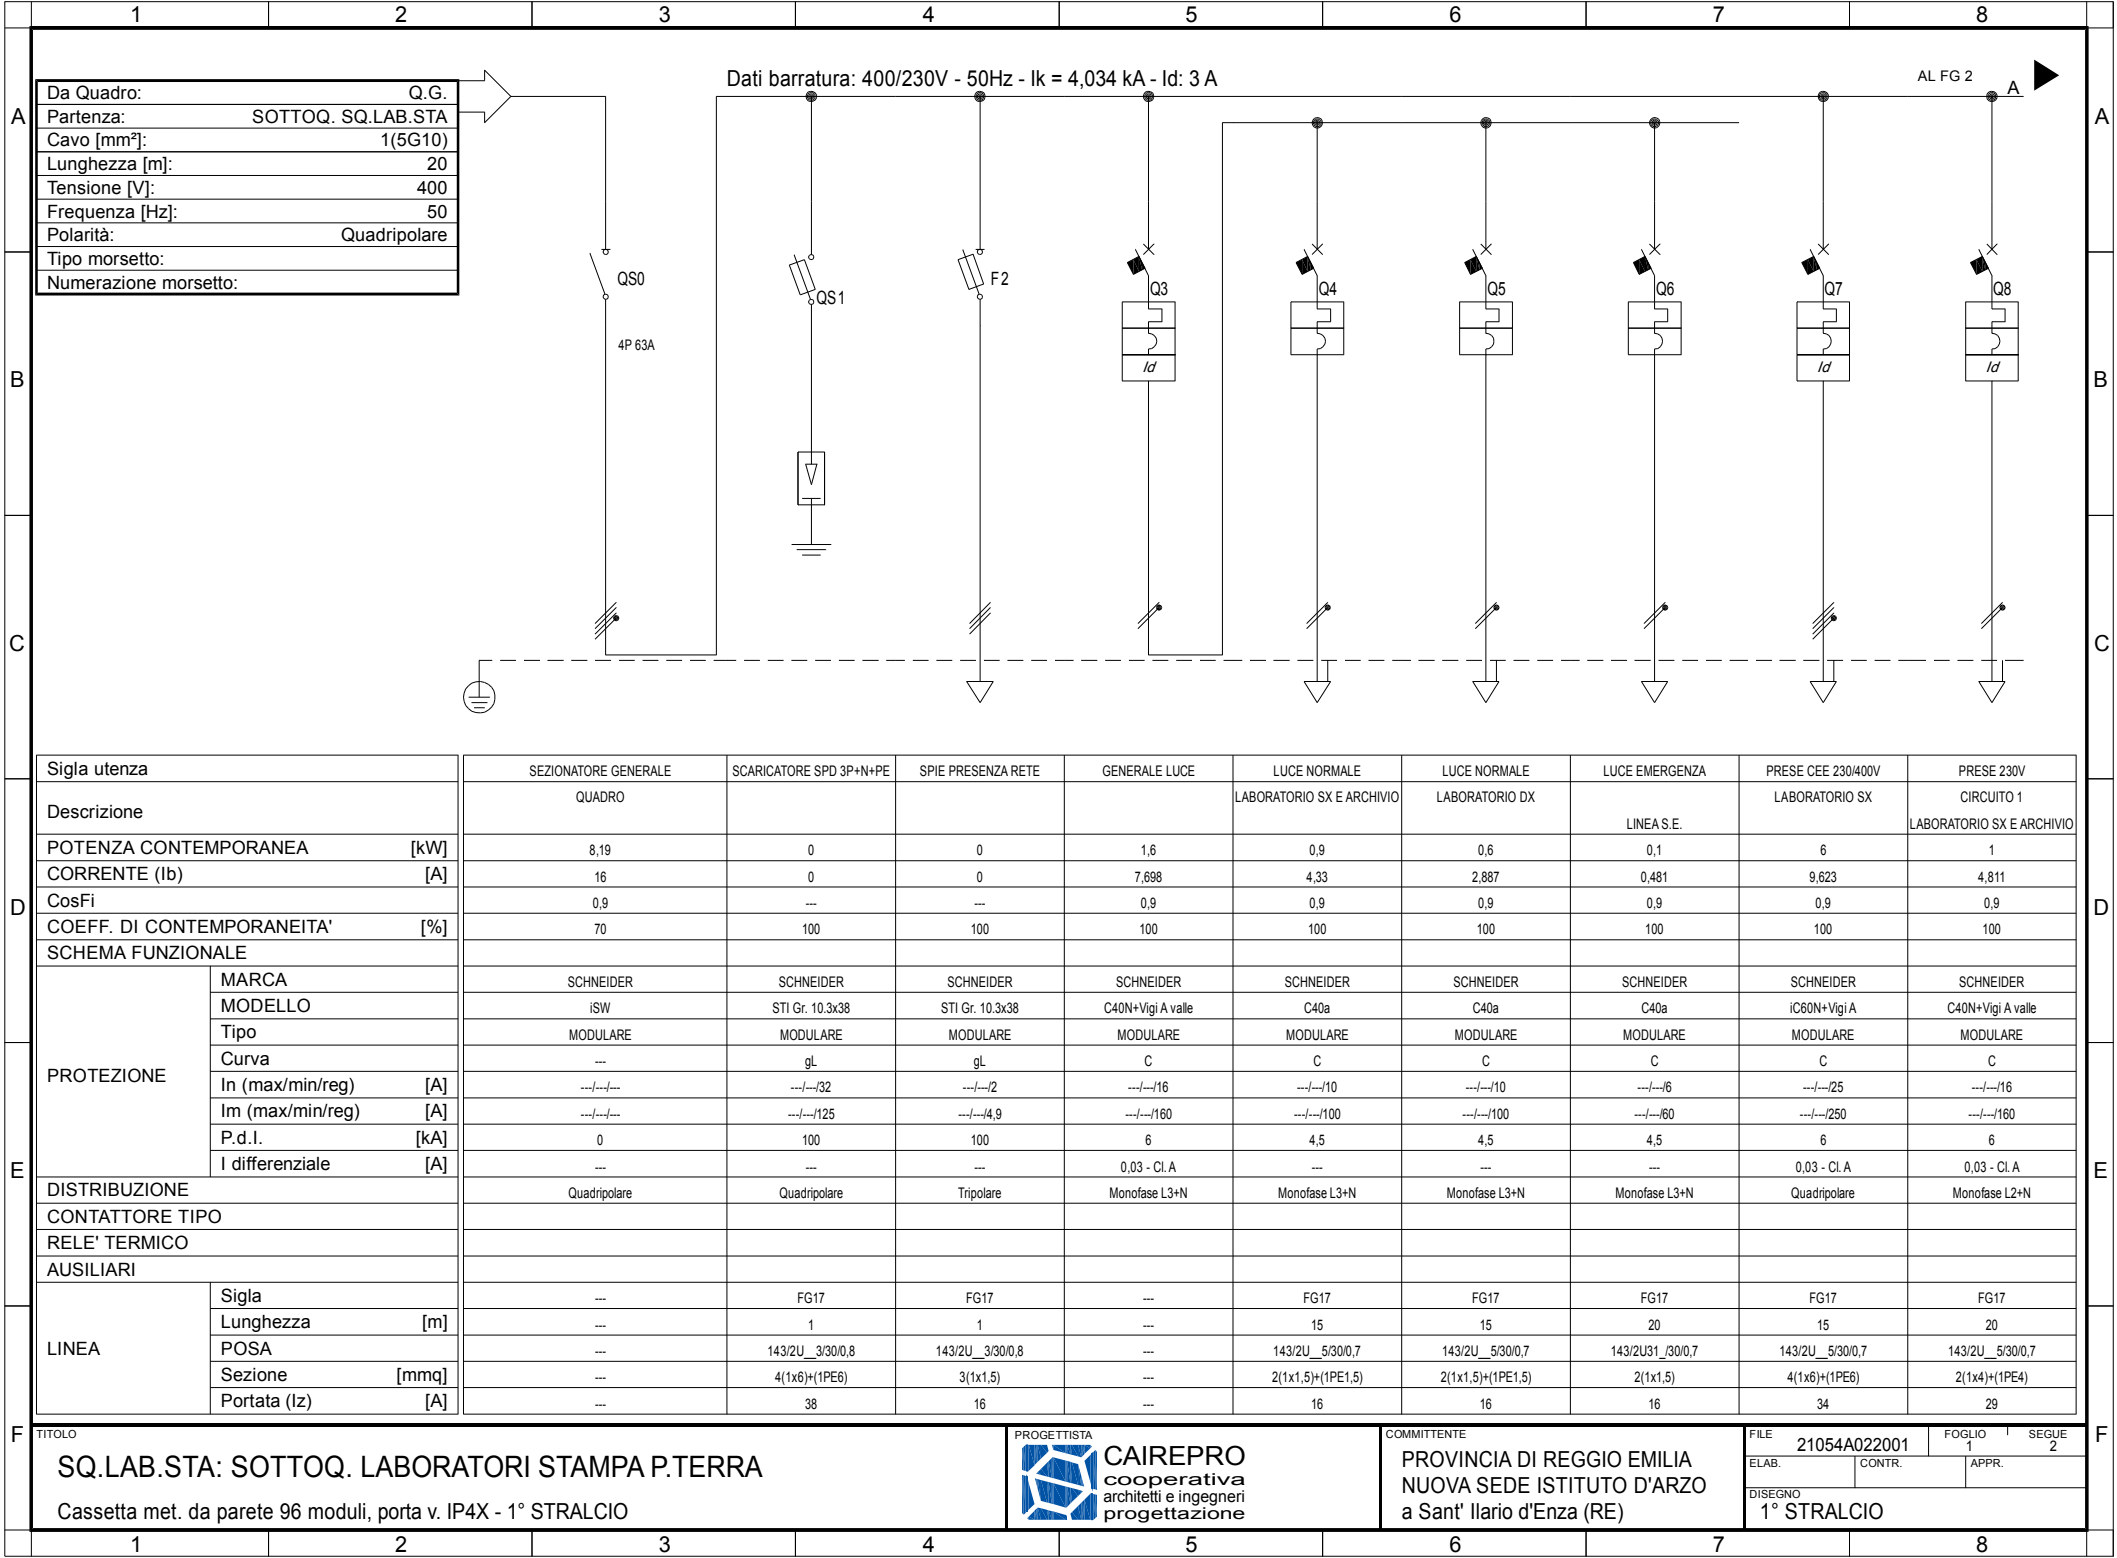 1 2 3 4 5 6 7 8
A
B
C
D
E
F
Da Quadro: Q.G.
Partenza: SOTTOQ. SQ.LAB.STA
Cavo [mm²]: 1(5G10)
Lunghezza [m]: 20
Tensione [V]: 400
Frequenza [Hz]: 50
Polarità: Quadripolare
Tipo morsetto:
Numerazione morsetto:
Dati barratura: 400/230V - 50Hz - Ik = 4,034 kA - Id: 3 A
AL FG 2
A
QS0
4P 63A
QS1
F2
Q3
Q4
Q5
Q6
Q7
Q8
Id
Id
Id
Sigla utenza SEZIONATORE GENERALE SCARICATORE SPD 3P+N+PE SPIE PRESENZA RETE GENERALE LUCE LUCE NORMALE LUCE NORMALE LUCE EMERGENZA PRESE CEE 230/400V PRESE 230V
Descrizione QUADRO LABORATORIO SX E ARCHIVIO LABORATORIO DX LINEA S.E. LABORATORIO SX CIRCUITO 1
LABORATORIO SX E ARCHIVIO
POTENZA CONTEMPORANEA [kW] 8,19 0 0 1,6 0,9 0,6 0,1 6 1
CORRENTE (Ib) [A] 16 0 0 7,698 4,33 2,887 0,481 9,623 4,811
CosFi 0,9 --- --- 0,9 0,9 0,9 0,9 0,9 0,9
COEFF. DI CONTEMPORANEITA' [%] 70 100 100 100 100 100 100 100 100
SCHEMA FUNZIONALE
PROTEZIONE
MARCA SCHNEIDER SCHNEIDER SCHNEIDER SCHNEIDER SCHNEIDER SCHNEIDER SCHNEIDER SCHNEIDER SCHNEIDER
MODELLO iSW STI Gr. 10.3x38 STI Gr. 10.3x38 C40N+Vigi A valle C40a C40a C40a iC60N+Vigi A C40N+Vigi A valle
Tipo MODULARE MODULARE MODULARE MODULARE MODULARE MODULARE MODULARE MODULARE MODULARE
Curva --- gL gL C C C C C C
In (max/min/reg) [A] ---/---/--- ---/---/32 ---/---/2 ---/---/16 ---/---/10 ---/---/10 ---/---/6 ---/---/25 ---/---/16
Im (max/min/reg) [A] ---/---/--- ---/---/125 ---/---/4,9 ---/---/160 ---/---/100 ---/---/100 ---/---/60 ---/---/250 ---/---/160
P.d.I. [kA] 0 100 100 6 4,5 4,5 4,5 6 6
I differenziale [A] --- --- --- 0,03 - Cl. A --- --- --- 0,03 - Cl. A 0,03 - Cl. A
DISTRIBUZIONE Quadripolare Quadripolare Tripolare Monofase L3+N Monofase L3+N Monofase L3+N Monofase L3+N Quadripolare Monofase L2+N
CONTATTORE TIPO
RELE' TERMICO
AUSILIARI
LINEA
Sigla --- FG17 FG17 --- FG17 FG17 FG17 FG17 FG17
Lunghezza [m] --- 1 1 --- 15 15 20 15 20
POSA --- 143/2U__3/30/0,8 143/2U__3/30/0,8 --- 143/2U__5/30/0,7 143/2U__5/30/0,7 143/2U31_/30/0,7 143/2U__5/30/0,7 143/2U__5/30/0,7
Sezione [mmq] --- 4(1x6)+(1PE6) 3(1x1,5) --- 2(1x1,5)+(1PE1,5) 2(1x1,5)+(1PE1,5) 2(1x1,5) 4(1x6)+(1PE6) 2(1x4)+(1PE4)
Portata (Iz) [A] --- 38 16 --- 16 16 16 34 29
TITOLO
SQ.LAB.STA: SOTTOQ. LABORATORI STAMPA P.TERRA
Cassetta met. da parete 96 moduli, porta v. IP4X - 1° STRALCIO
PROGETTISTA
CAIREPRO
cooperativa
architetti e ingegneri
progettazione
COMMITTENTE
PROVINCIA DI REGGIO EMILIA
NUOVA SEDE ISTITUTO D'ARZO
a Sant' Ilario d'Enza (RE)
FILE 21054A022001 FOGLIO 1 SEGUE 2
ELAB. CONTR. APPR.
DISEGNO
1° STRALCIO
A
B
C
D
E
F
1 2 3 4 5 6 7 8